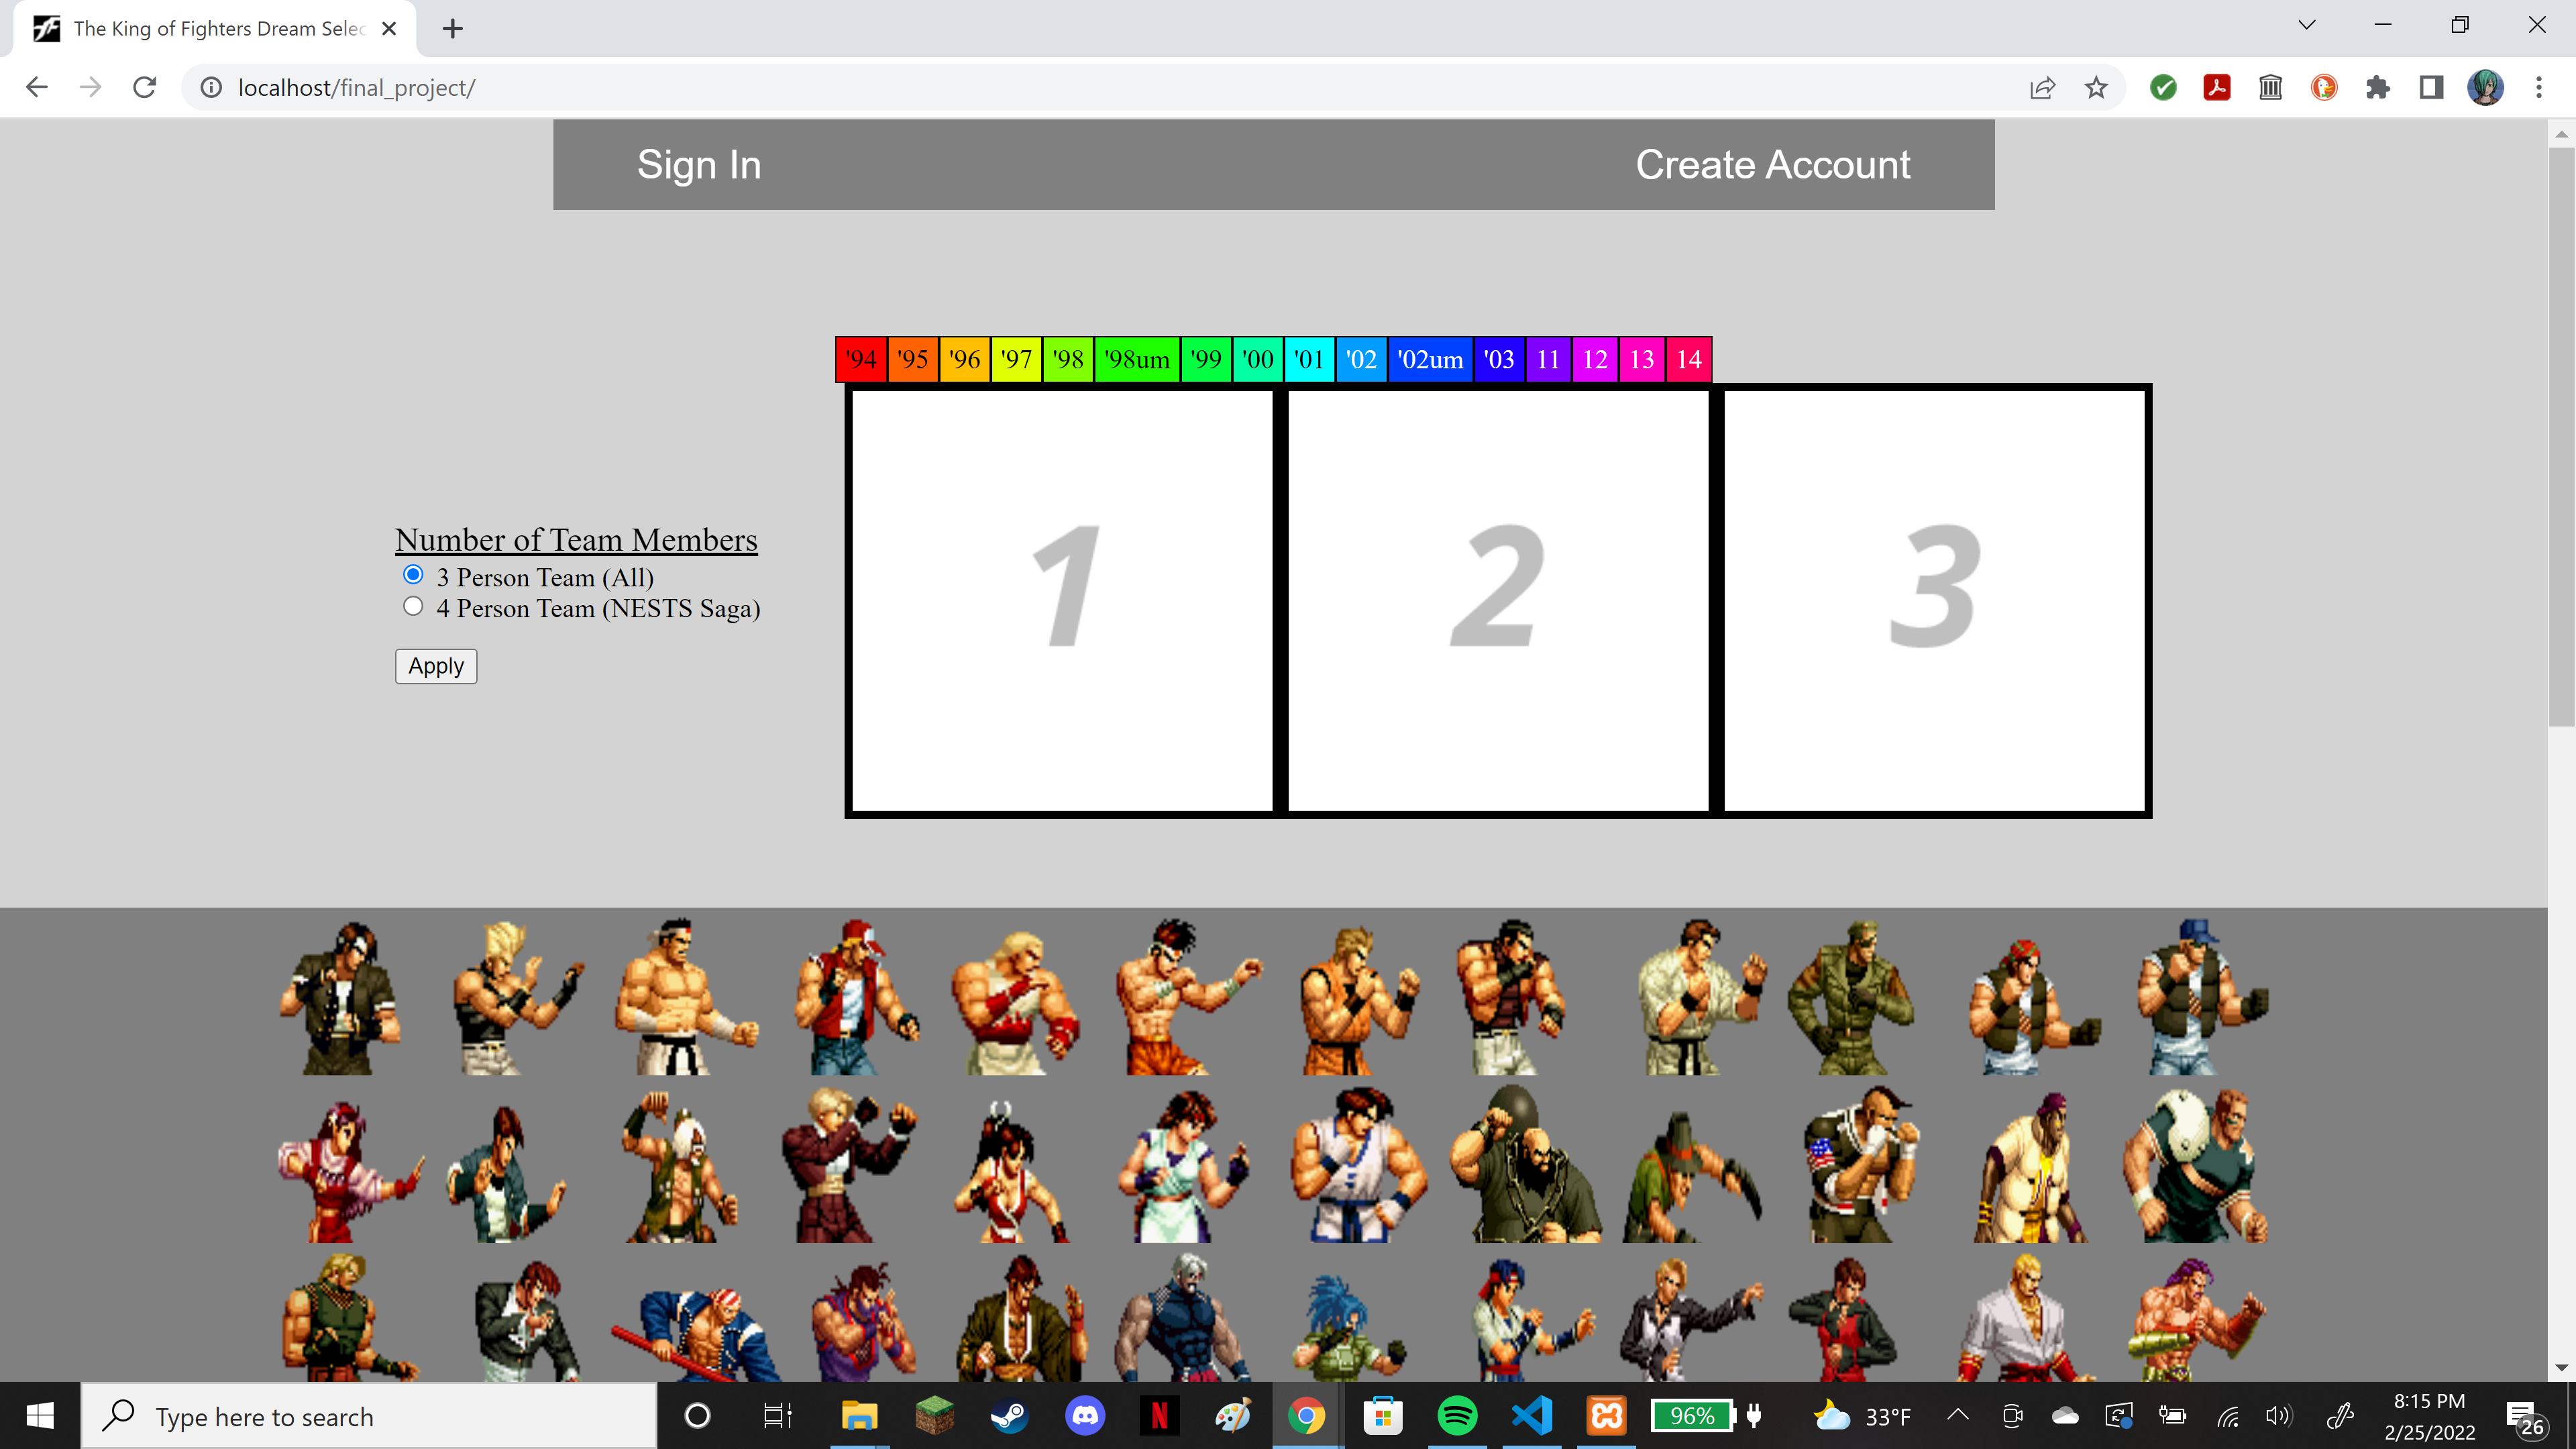 The King of Fighters Dream Selec
localhost/final_project/
Sign In
Create Account
'94 '95 '96 '97 '98 '98um '99 '00 '01 '02 '02um '03 11 12 13 14
Number of Team Members
3 Person Team (All)
4 Person Team (NESTS Saga)
Apply
1 2 3
Type here to search
N
96%
33°F
8:15 PM
2/25/2022
26